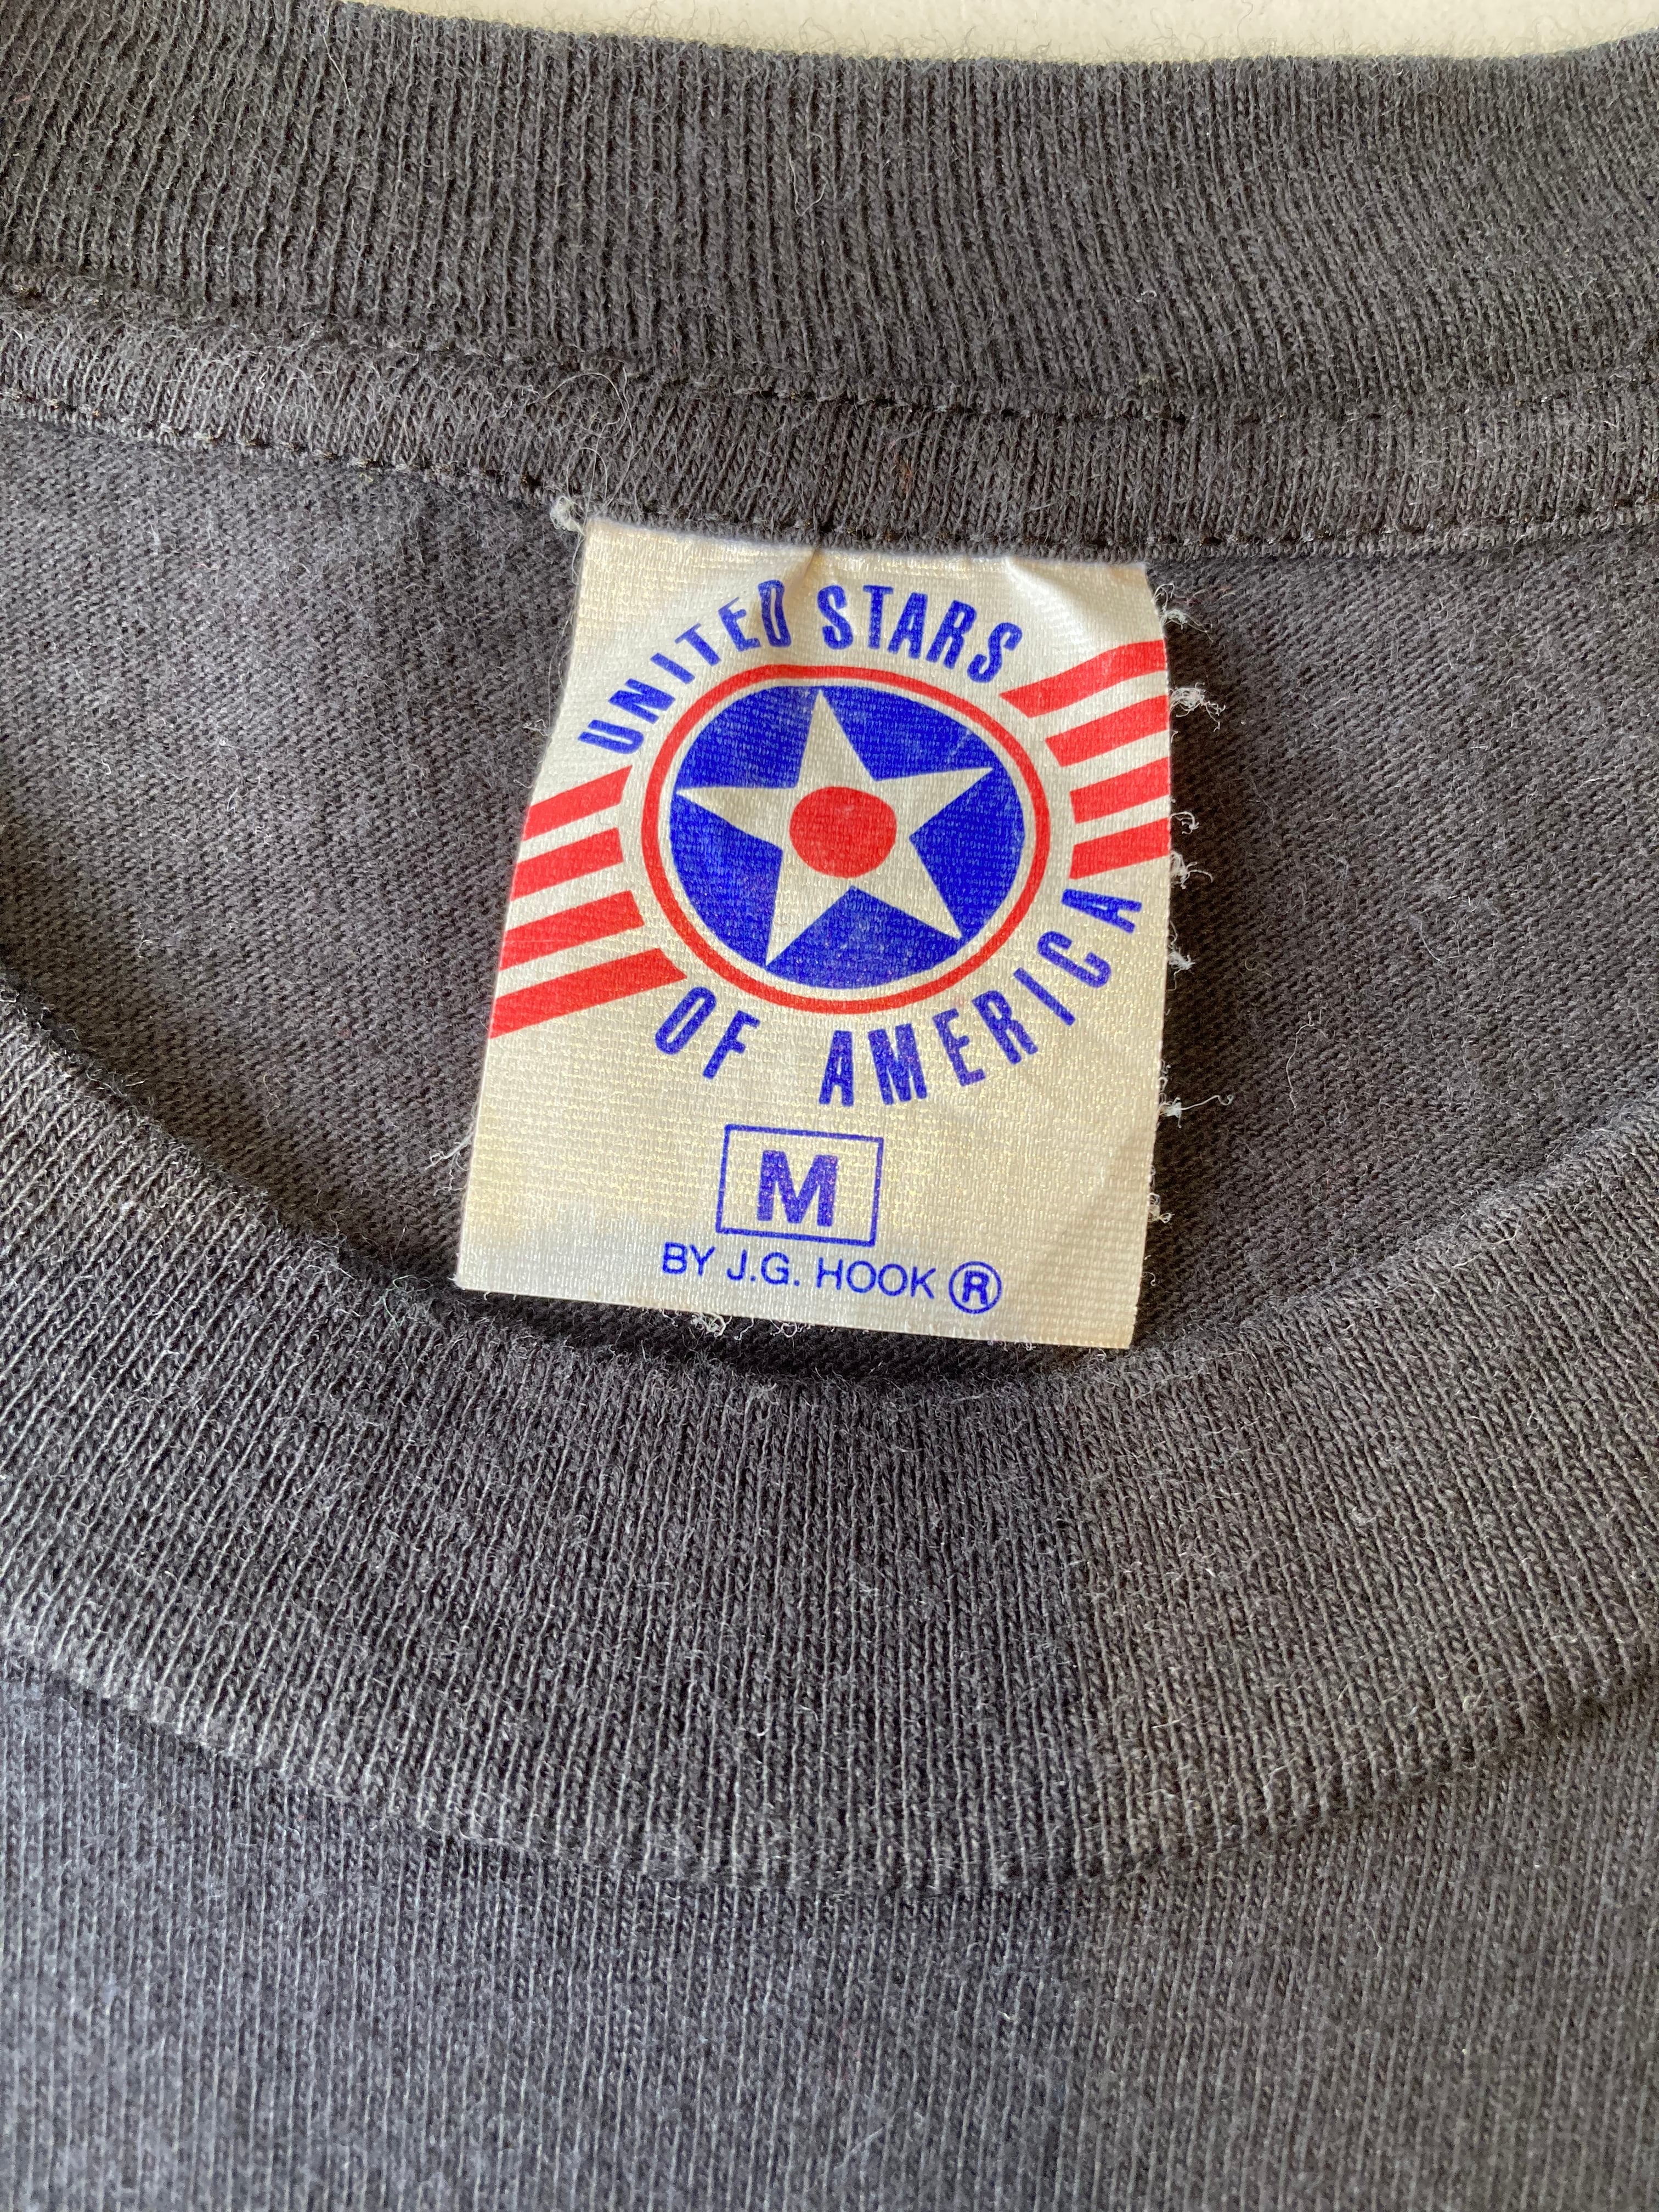 UNITED STARS
OF AMERICA
M
BY J.G. HOOK ®